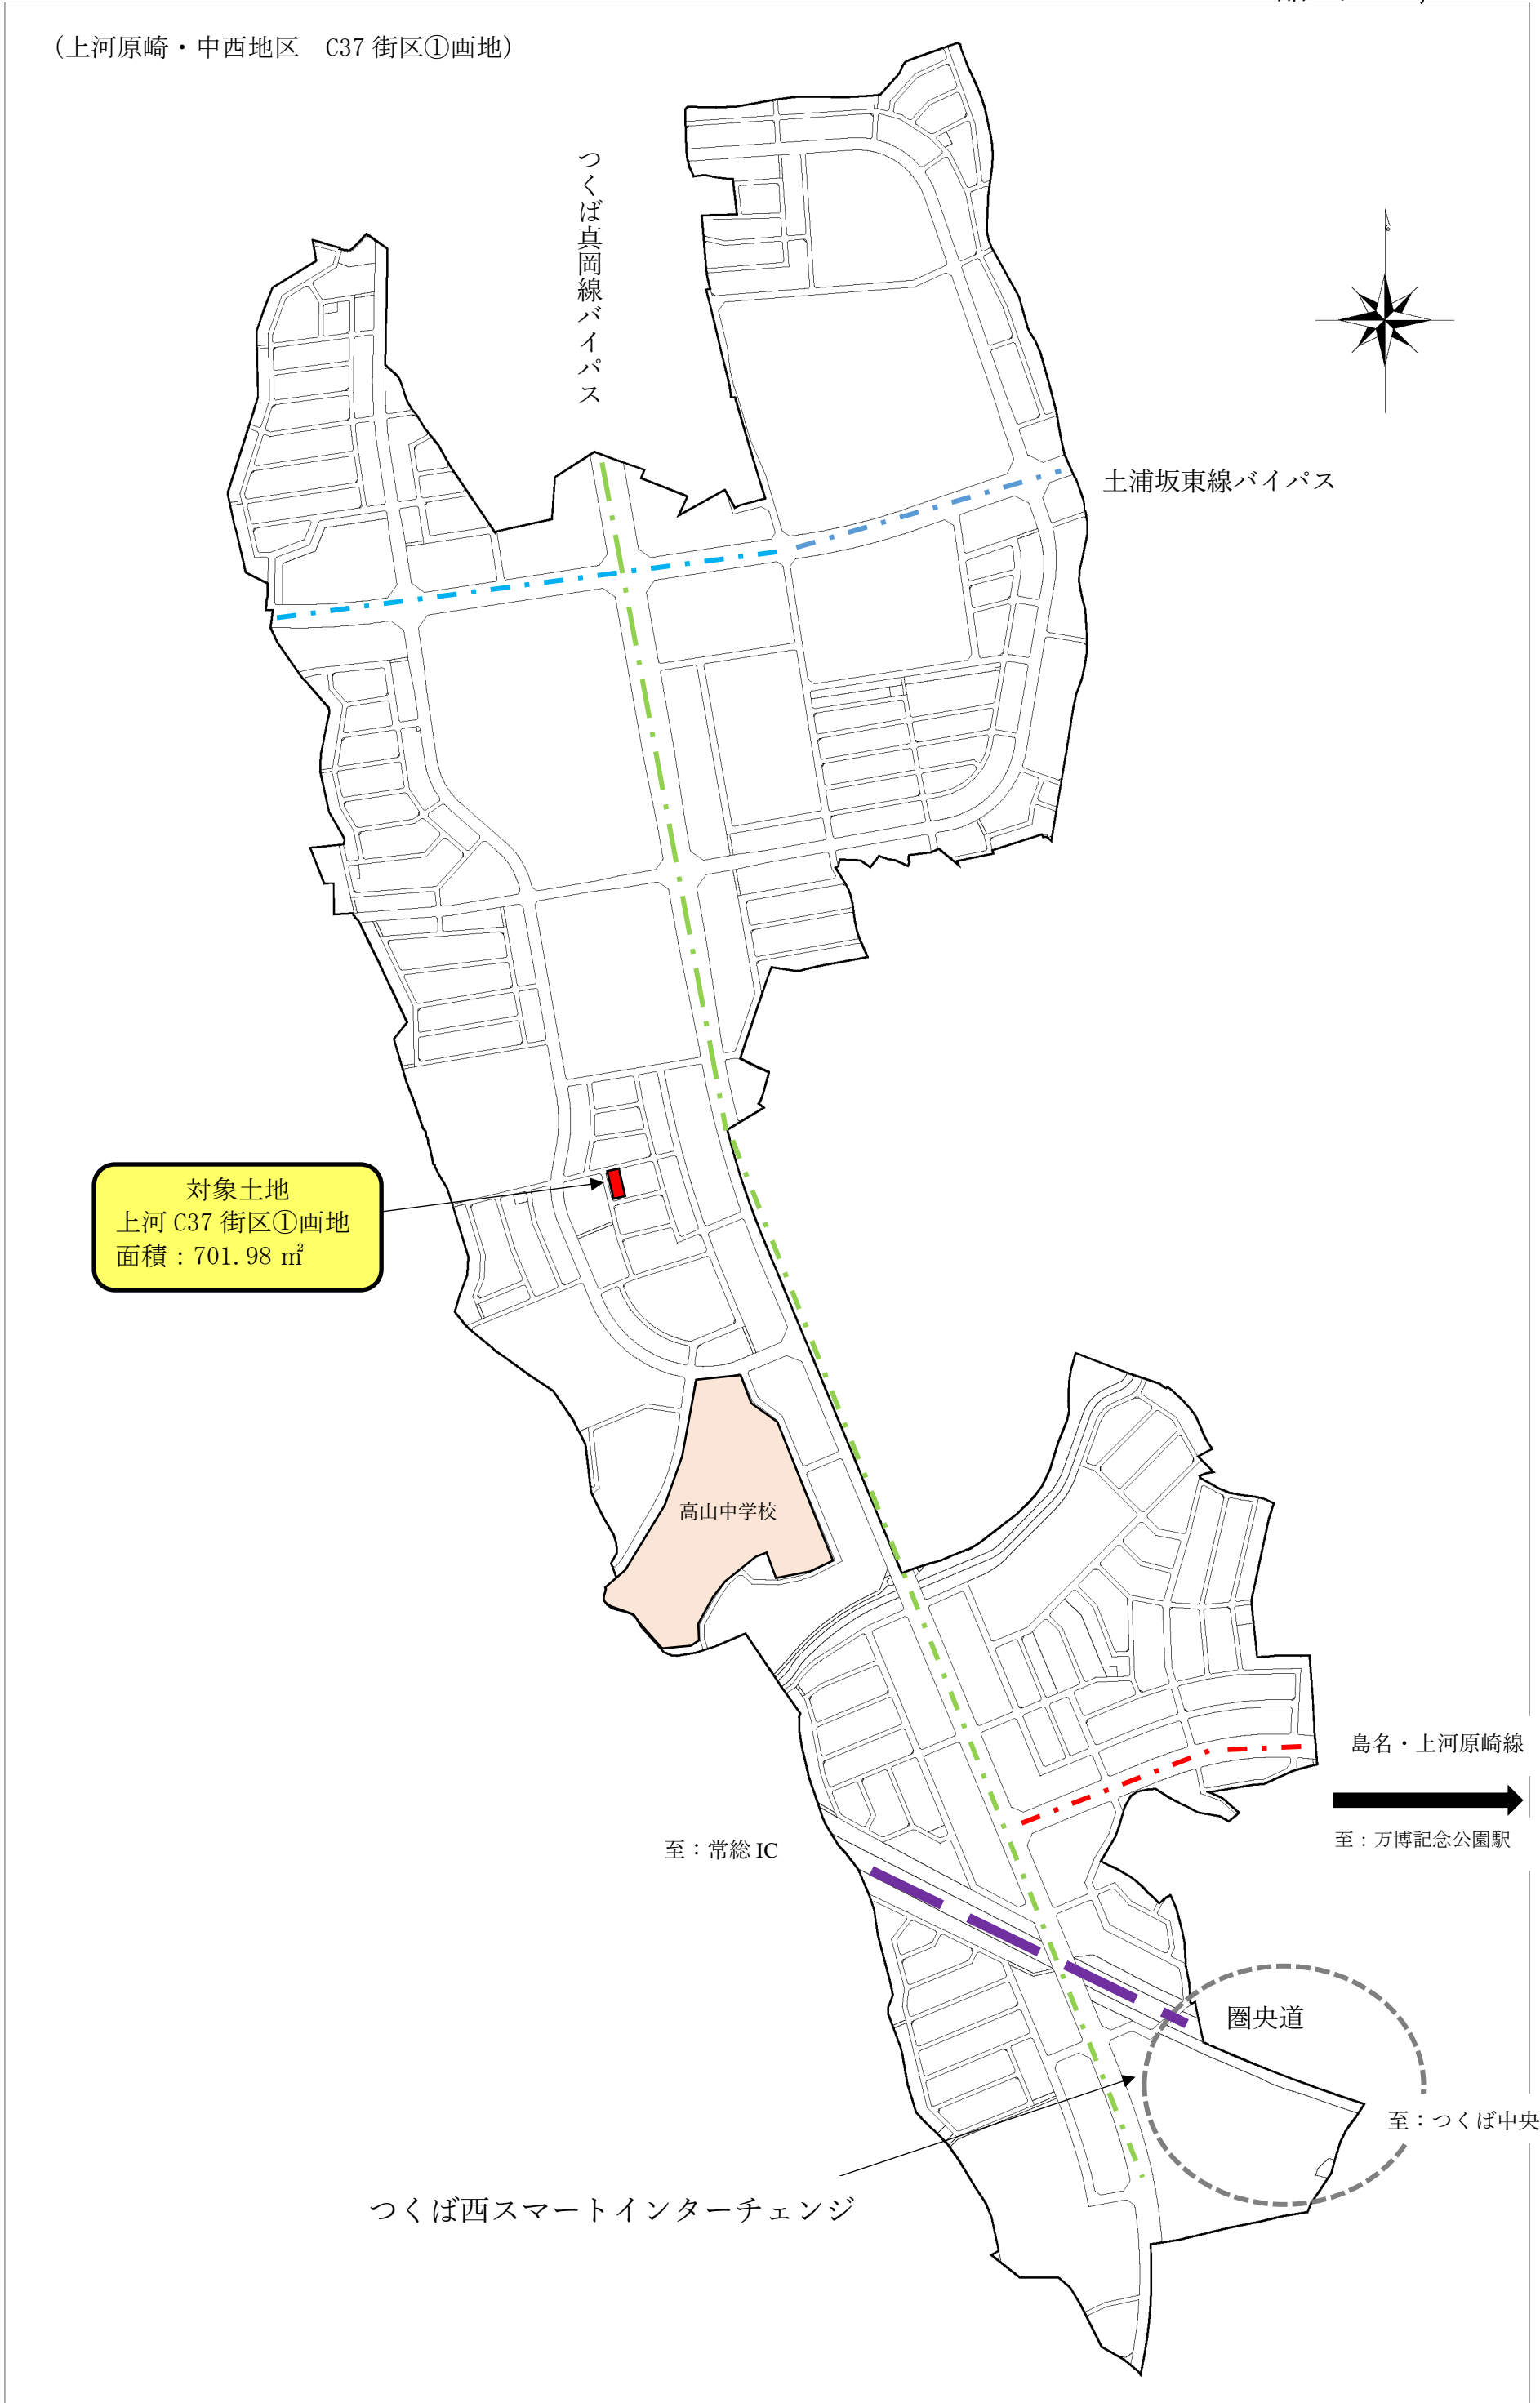 （上河原崎・中西地区　C37 街区①画地）
つくば真岡線バイパス
土浦坂東線バイパス
対象土地
上河 C37 街区①画地
面積：701.98 ㎡
高山中学校
島名・上河原崎線
至：万博記念公園駅
至：常総 IC
圏央道
至：つくば中央
つくば西スマートインターチェンジ